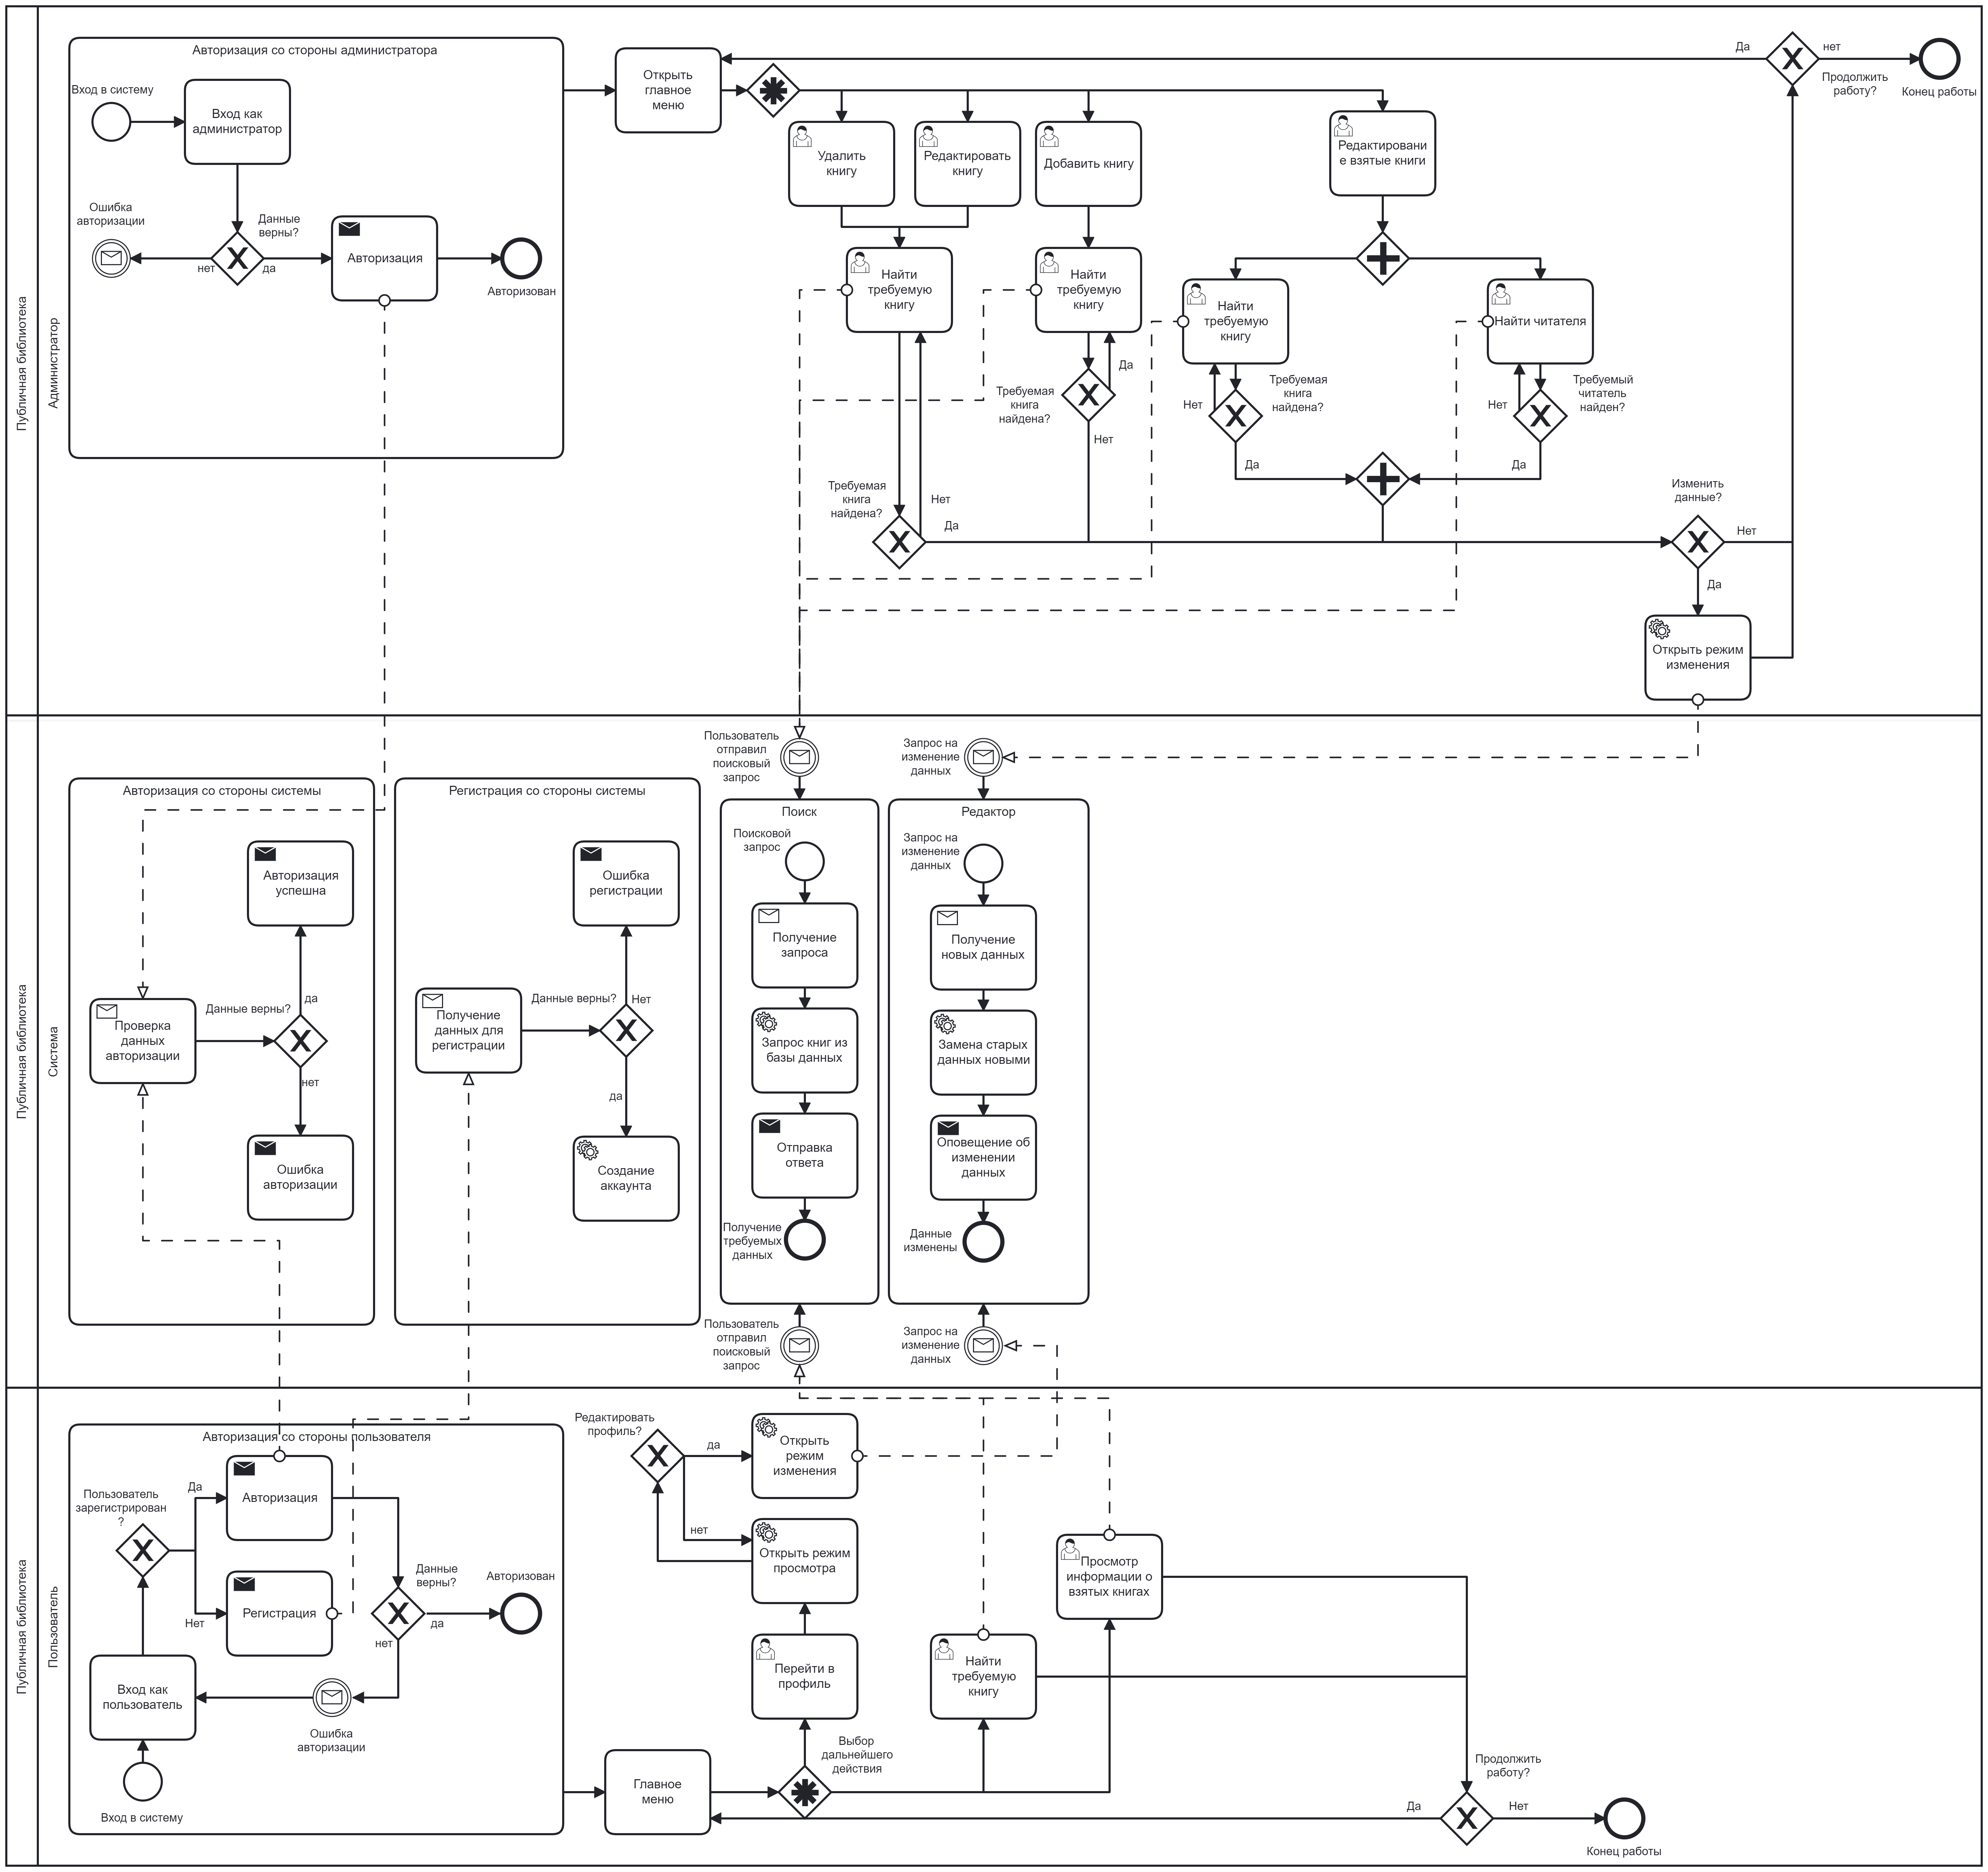 Публичная библиотека
Администратор
Авторизация со стороны администратора
Вход в систему
Вход как
администратор
Ошибка
авторизации
Данные
верны?
нет
да
Авторизация
Авторизован
Открыть
главное
меню
Удалить
книгу
Редактировать
книгу
Добавить книгу
Редактировани
е взятые книги
Да
нет
Продолжить
работу?
Конец работы
Найти
требуемую
книгу
Найти
требуемую
книгу
Найти
требуемую
книгу
Найти читателя
Требуемая
книга
найдена?
Да
Нет
Нет
Требуемая
книга
найдена?
Да
Нет
Требуемый
читатель
найден?
Да
Требуемая
книга
найдена?
Нет
Да
Изменить
данные?
Нет
Да
Открыть режим
изменения
Публичная библиотека
Система
Пользователь
отправил
поисковый
запрос
Запрос на
изменение
данных
Авторизация со стороны системы
Авторизация
успешна
Данные верны?
да
Проверка
данных
авторизации
нет
Ошибка
авторизации
Регистрация со стороны системы
Ошибка
регистрации
Данные верны?
Нет
Получение
данных для
регистрации
да
Создание
аккаунта
Поиск
Поисковой
запрос
Получение
запроса
Запрос книг из
базы данных
Отправка
ответа
Получение
требуемых
данных
Редактор
Запрос на
изменение
данных
Получение
новых данных
Замена старых
данных новыми
Оповещение об
изменении
данных
Данные
изменены
Пользователь
отправил
поисковый
запрос
Запрос на
изменение
данных
Публичная библиотека
Пользователь
Авторизация со стороны пользователя
Пользователь
зарегистрирован
?
Да
Авторизация
Нет
Регистрация
Данные
верны?
да
нет
Авторизован
Вход как
пользователь
Ошибка
авторизации
Вход в систему
Редактировать
профиль?
да
Открыть
режим
изменения
нет
Открыть режим
просмотра
Перейти в
профиль
Просмотр
информации о
взятых книгах
Найти
требуемую
книгу
Главное
меню
Выбор
дальнейшего
действия
Продолжить
работу?
Да
Нет
Конец работы